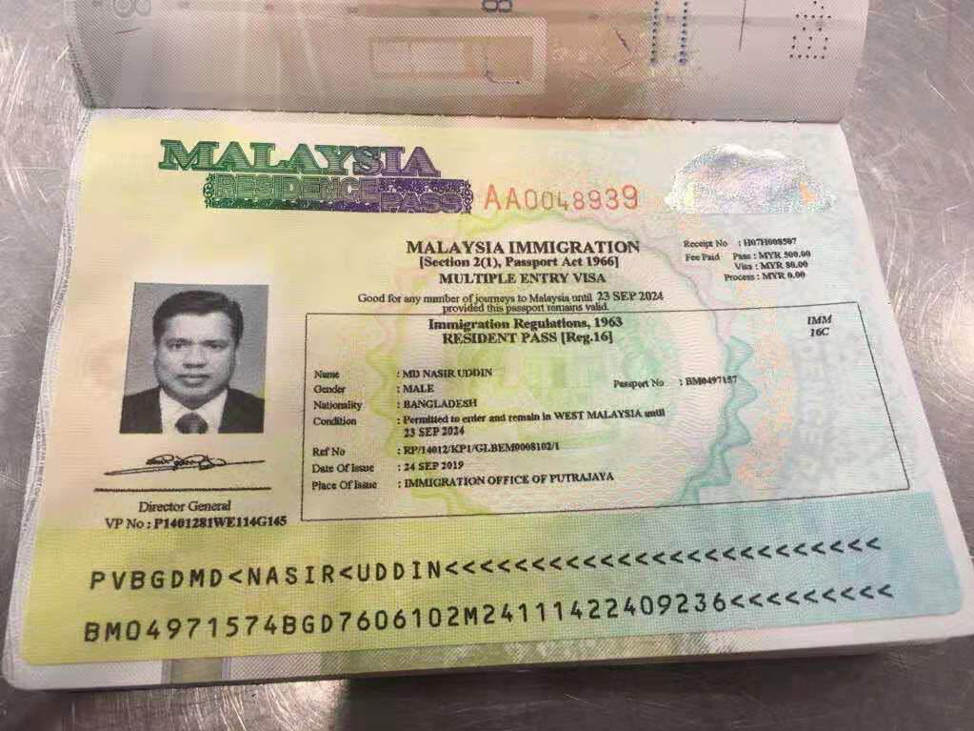 MALAYSIA
RESIDENCE PASS
AA0048939
MALAYSIA IMMIGRATION
[Section 2(1), Passport Act 1966]
MULTIPLE ENTRY VISA
Receipt No : H07H008507
Fee Paid Pass : MYR 500.00
Visa : MYR 80.00
Process : MYR 0.00
Good for any number of journeys to Malaysia until 23 SEP 2024
provided this passport remains valid.
Immigration Regulations, 1963
RESIDENT PASS [Reg.16]
IMM
16C
Name : MD NASIR UDDIN
Gender : MALE
Passport No : BM0497157
Nationality : BANGLADESH
Condition : Permitted to enter and remain in WEST MALAYSIA until
23 SEP 2024
Ref No : RP/14012/KP1/GLBEM0008102/1
Date Of Issue : 24 SEP 2019
Place Of Issue : IMMIGRATION OFFICE OF PUTRAJAYA
Director General
VP No : P1401281WE114G145
PVBGDMD<NASIR<UDDIN<<<<<<<<<<<<<<<<<<<<<<<<<
BM04971574BGD7606102M24111422409236<<<<<<<<<